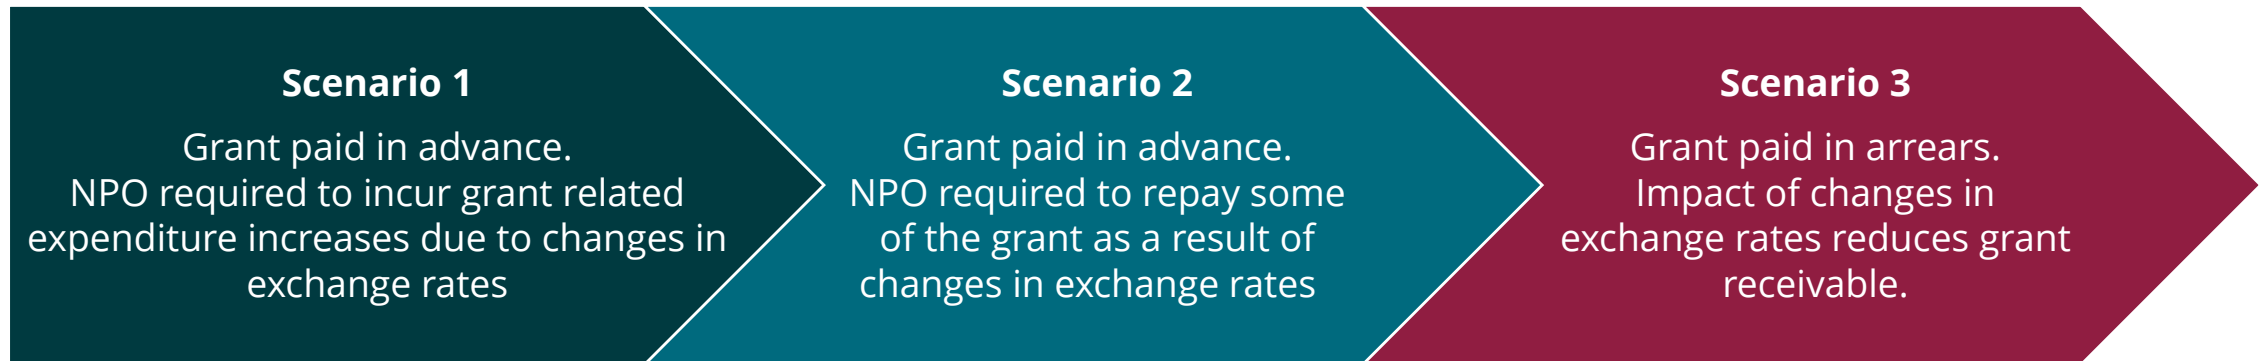 Scenario 1
Grant paid in advance.
NPO required to incur grant related
expenditure increases due to changes in
exchange rates
Scenario 2
Grant paid in advance.
NPO required to repay some
of the grant as a result of
changes in exchange rates
Scenario 3
Grant paid in arrears.
Impact of changes in
exchange rates reduces grant
receivable.